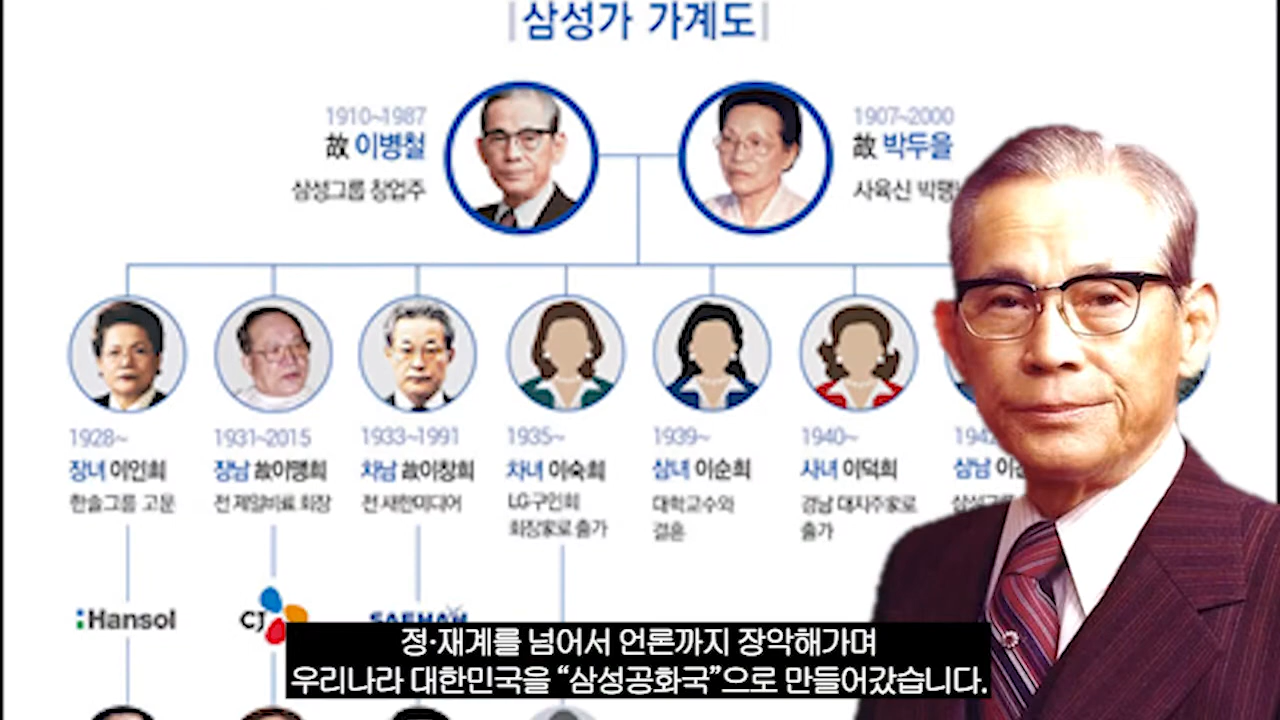 삼성가 가계도
1910~1987
故 이병철
삼성그룹 창업주
1907~2000
故 박두을
사육신
1928~
장녀 이인희
한솔그룹 고문
1931~2015
장남 故이맹희
전 제일비료 회장
1933~1991
차남 故이창희
전 새한미디어
1935~
차녀 이숙희
LG구인회
회장家로 출가
1939~
삼녀 이순희
대학교수와
결혼
1940~
사녀 이덕희
경남 대지주家로
출가
삼남
Hansol
CJ
SAEHAN
정·재계를 넘어서 언론까지 장악해가며
우리나라 대한민국을 “삼성공화국”으로 만들어갔습니다.